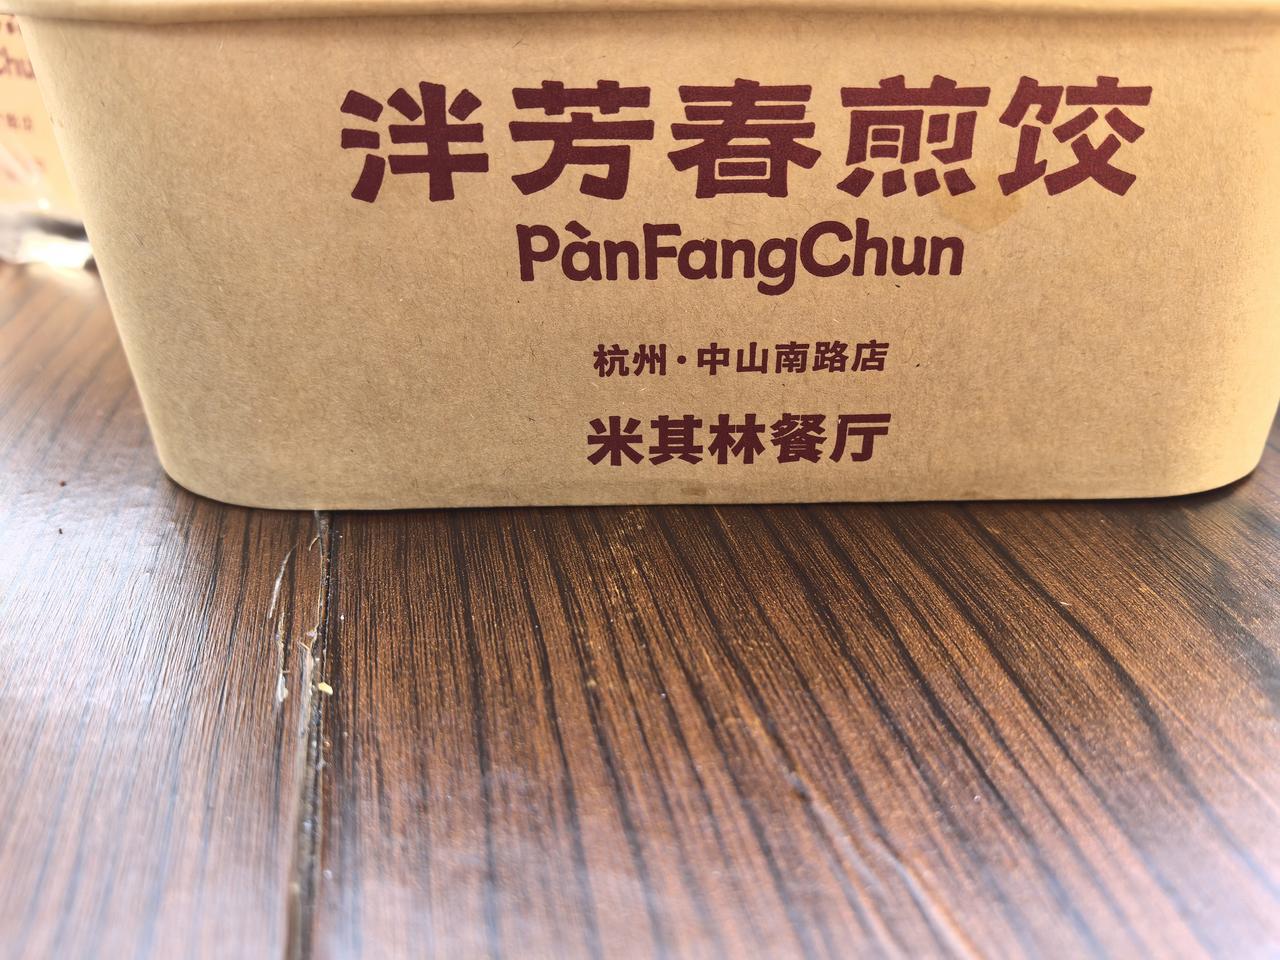 泮芳春煎饺
PànFangChun
杭州·中山南路店
米其林餐厅